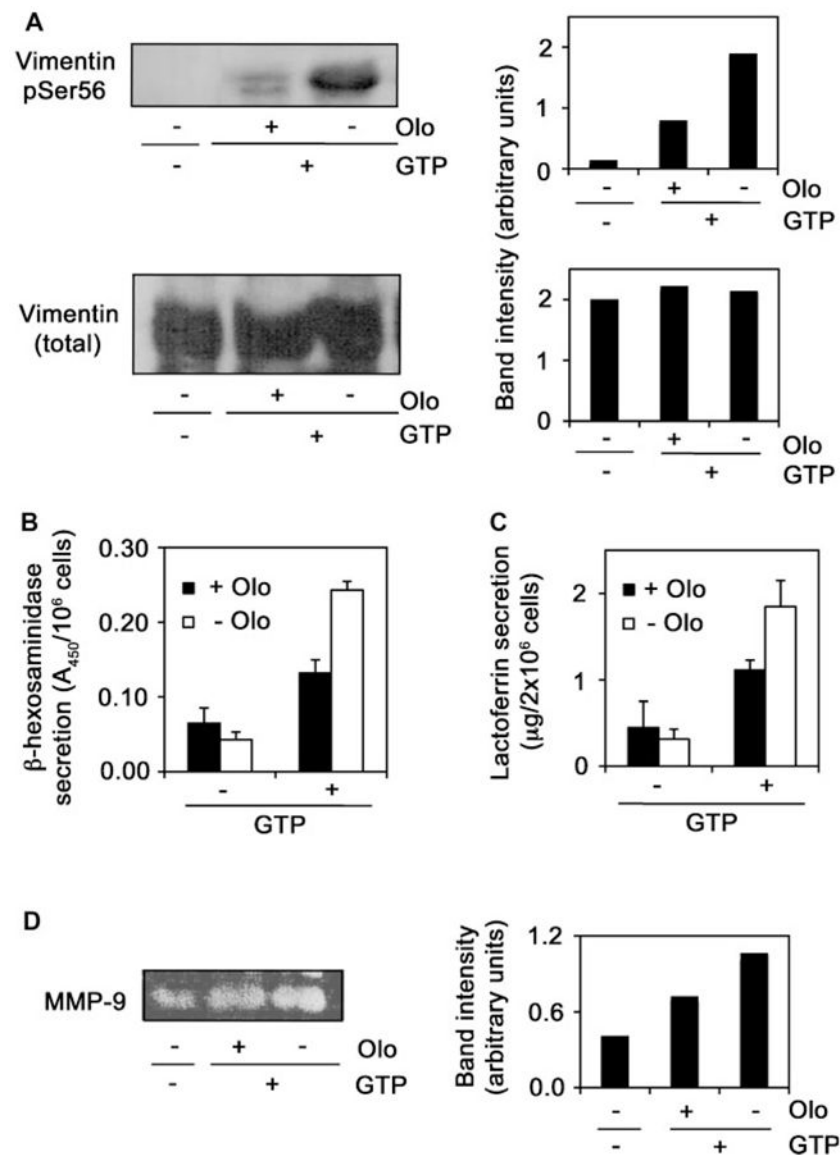 A
Vimentin
pSer56
- + - Olo
- + GTP
Vimentin
(total)
- + - Olo
- + GTP
Band intensity (arbitrary units)
2
1
0
- + - Olo
- + GTP
2
1
0
- + - Olo
- + GTP
B
β-hexosaminidase
secretion (A450/10⁶ cells)
0.30
0.20
0.10
0.00
+ Olo
- Olo
- +
GTP
C
Lactoferrin secretion
(µg/2x10⁶ cells)
2
1
0
+ Olo
- Olo
- +
GTP
D
MMP-9
- + - Olo
- + GTP
Band intensity
(arbitrary units)
1.2
0.6
0.0
- + - Olo
- + GTP